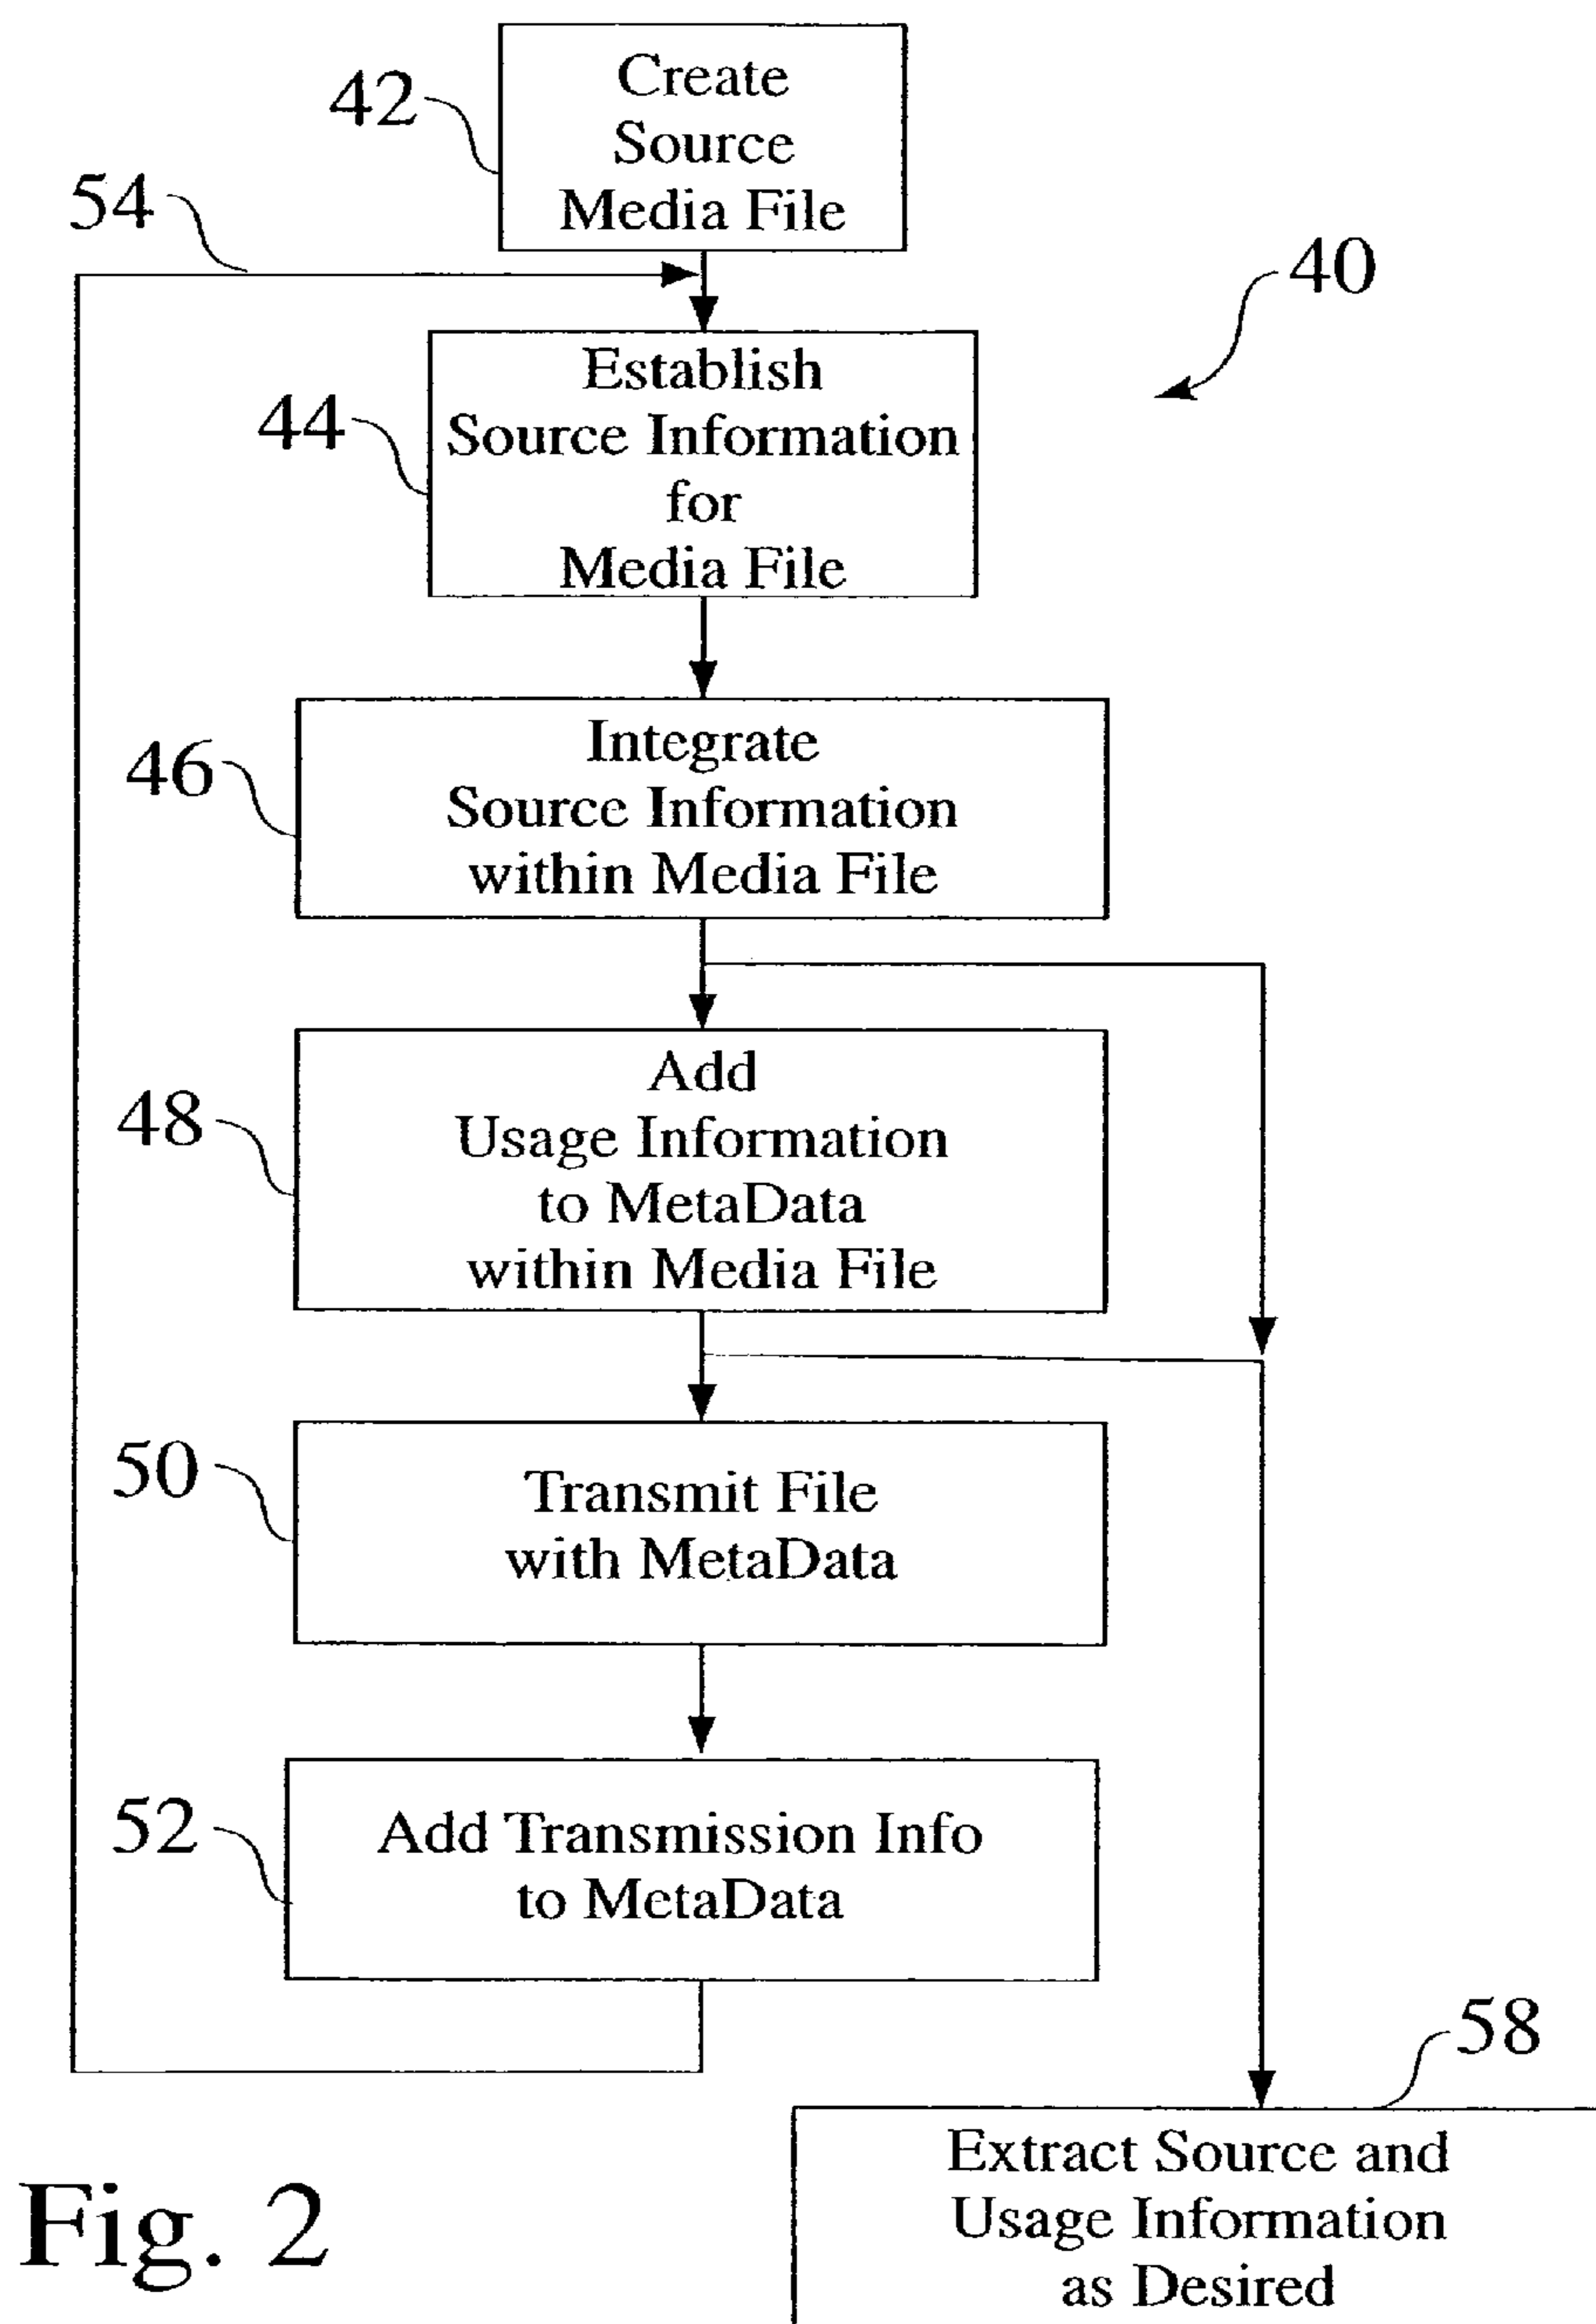 42
Create
Source
Media File
54
40
44
Establish
Source Information
for
Media File
46
Integrate
Source Information
within Media File
48
Add
Usage Information
to MetaData
within Media File
50
Transmit File
with MetaData
52
Add Transmission Info
to MetaData
58
Extract Source and
Usage Information
as Desired
Fig. 2